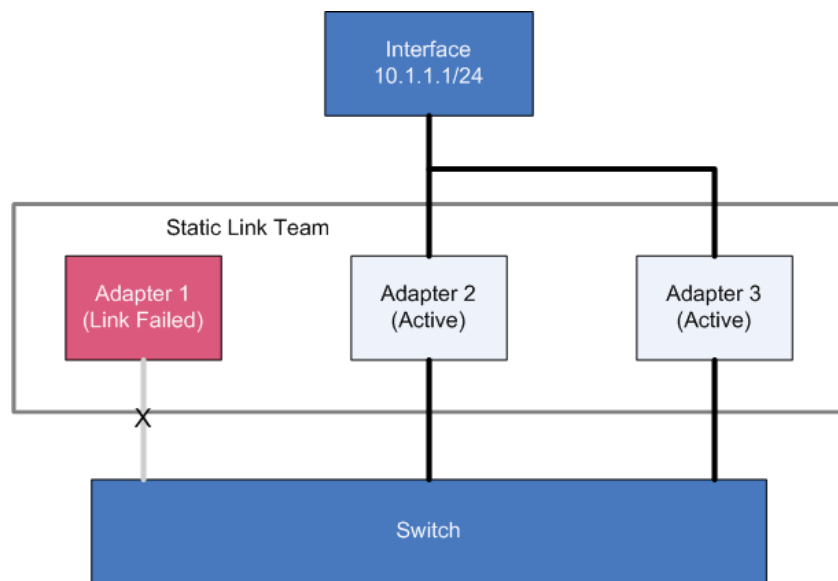 Interface
10.1.1.1/24
Static Link Team
Adapter 1
(Link Failed)
Adapter 2
(Active)
Adapter 3
(Active)
X
Switch